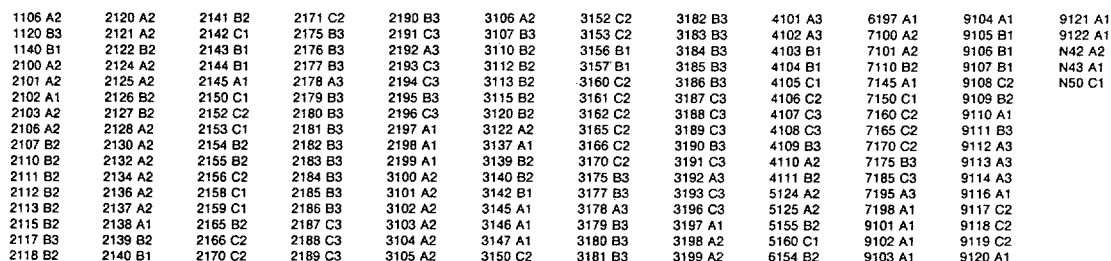 1106 A2 2120 A2 2141 B2 2171 C2 2190 B3 3106 A2 3152 C2 3182 B3 4101 A3 6197 A1 9104 A1 9121 A1
1120 B3 2121 A2 2142 C1 2175 B3 2191 C3 3107 B3 3153 C2 3183 B3 4102 A3 7100 A2 9105 B1 9122 A1
1140 B1 2122 B2 2143 B1 2176 B3 2192 A3 3110 B2 3156 B1 3184 B3 4103 B1 7101 A2 9106 B1 N42 A2
2100 A2 2124 A2 2144 B1 2177 B3 2193 C3 3112 B2 3157 B1 3185 B3 4104 B1 7110 B2 9107 B1 N43 A1
2101 A2 2125 A2 2145 A1 2178 A3 2194 C3 3113 B2 3160 C2 3186 B3 4105 C1 7145 A1 9108 C2 N50 C1
2102 A1 2126 B2 2150 C1 2179 B3 2195 B3 3115 B2 3161 C2 3187 C3 4106 C2 7150 C1 9109 B2
2103 A2 2127 B2 2152 C2 2180 B3 2196 C3 3120 B2 3162 C2 3188 C3 4107 C3 7160 C2 9110 A1
2106 A2 2128 A2 2153 C1 2181 B3 2197 A1 3122 A2 3165 C2 3189 C3 4108 C3 7165 C2 9111 B3
2107 B2 2130 A2 2154 B2 2182 B3 2198 A1 3137 A1 3166 C2 3190 B3 4109 B3 7170 C2 9112 A3
2110 B2 2132 A2 2155 B2 2183 B3 2199 A1 3139 B2 3170 C2 3191 C3 4110 A2 7175 B3 9113 A3
2111 B2 2134 A2 2156 C2 2184 B3 3100 A2 3140 B2 3175 B3 3192 A3 4111 B2 7185 C3 9114 A3
2112 B2 2136 A2 2158 C1 2185 B3 3101 A2 3142 B1 3177 B3 3193 C3 5124 A2 7195 A3 9116 A1
2113 B2 2137 A2 2159 C1 2186 B3 3102 A2 3145 A1 3178 A3 3196 C3 5125 A2 7198 A1 9117 C2
2115 B2 2138 A1 2165 B2 2187 C3 3103 A2 3146 A1 3179 B3 3197 A1 5155 B2 9101 A1 9118 C2
2117 B3 2139 B2 2166 C2 2188 C3 3104 A2 3147 A1 3180 B3 3198 A2 5160 C1 9102 A1 9119 C2
2118 B2 2140 B1 2170 C2 2189 C3 3105 A2 3150 C2 3181 B3 3199 A2 6154 B2 9103 A1 9120 A1